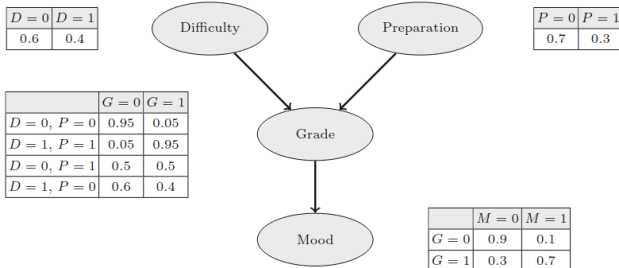 D = 0 D = 1
0.6 0.4
Difficulty
Preparation
P = 0 P = 1
0.7 0.3
G = 0 G = 1
D = 0, P = 0 0.95 0.05
D = 1, P = 1 0.05 0.95
D = 0, P = 1 0.5 0.5
D = 1, P = 0 0.6 0.4
Grade
Mood
M = 0 M = 1
G = 0 0.9 0.1
G = 1 0.3 0.7